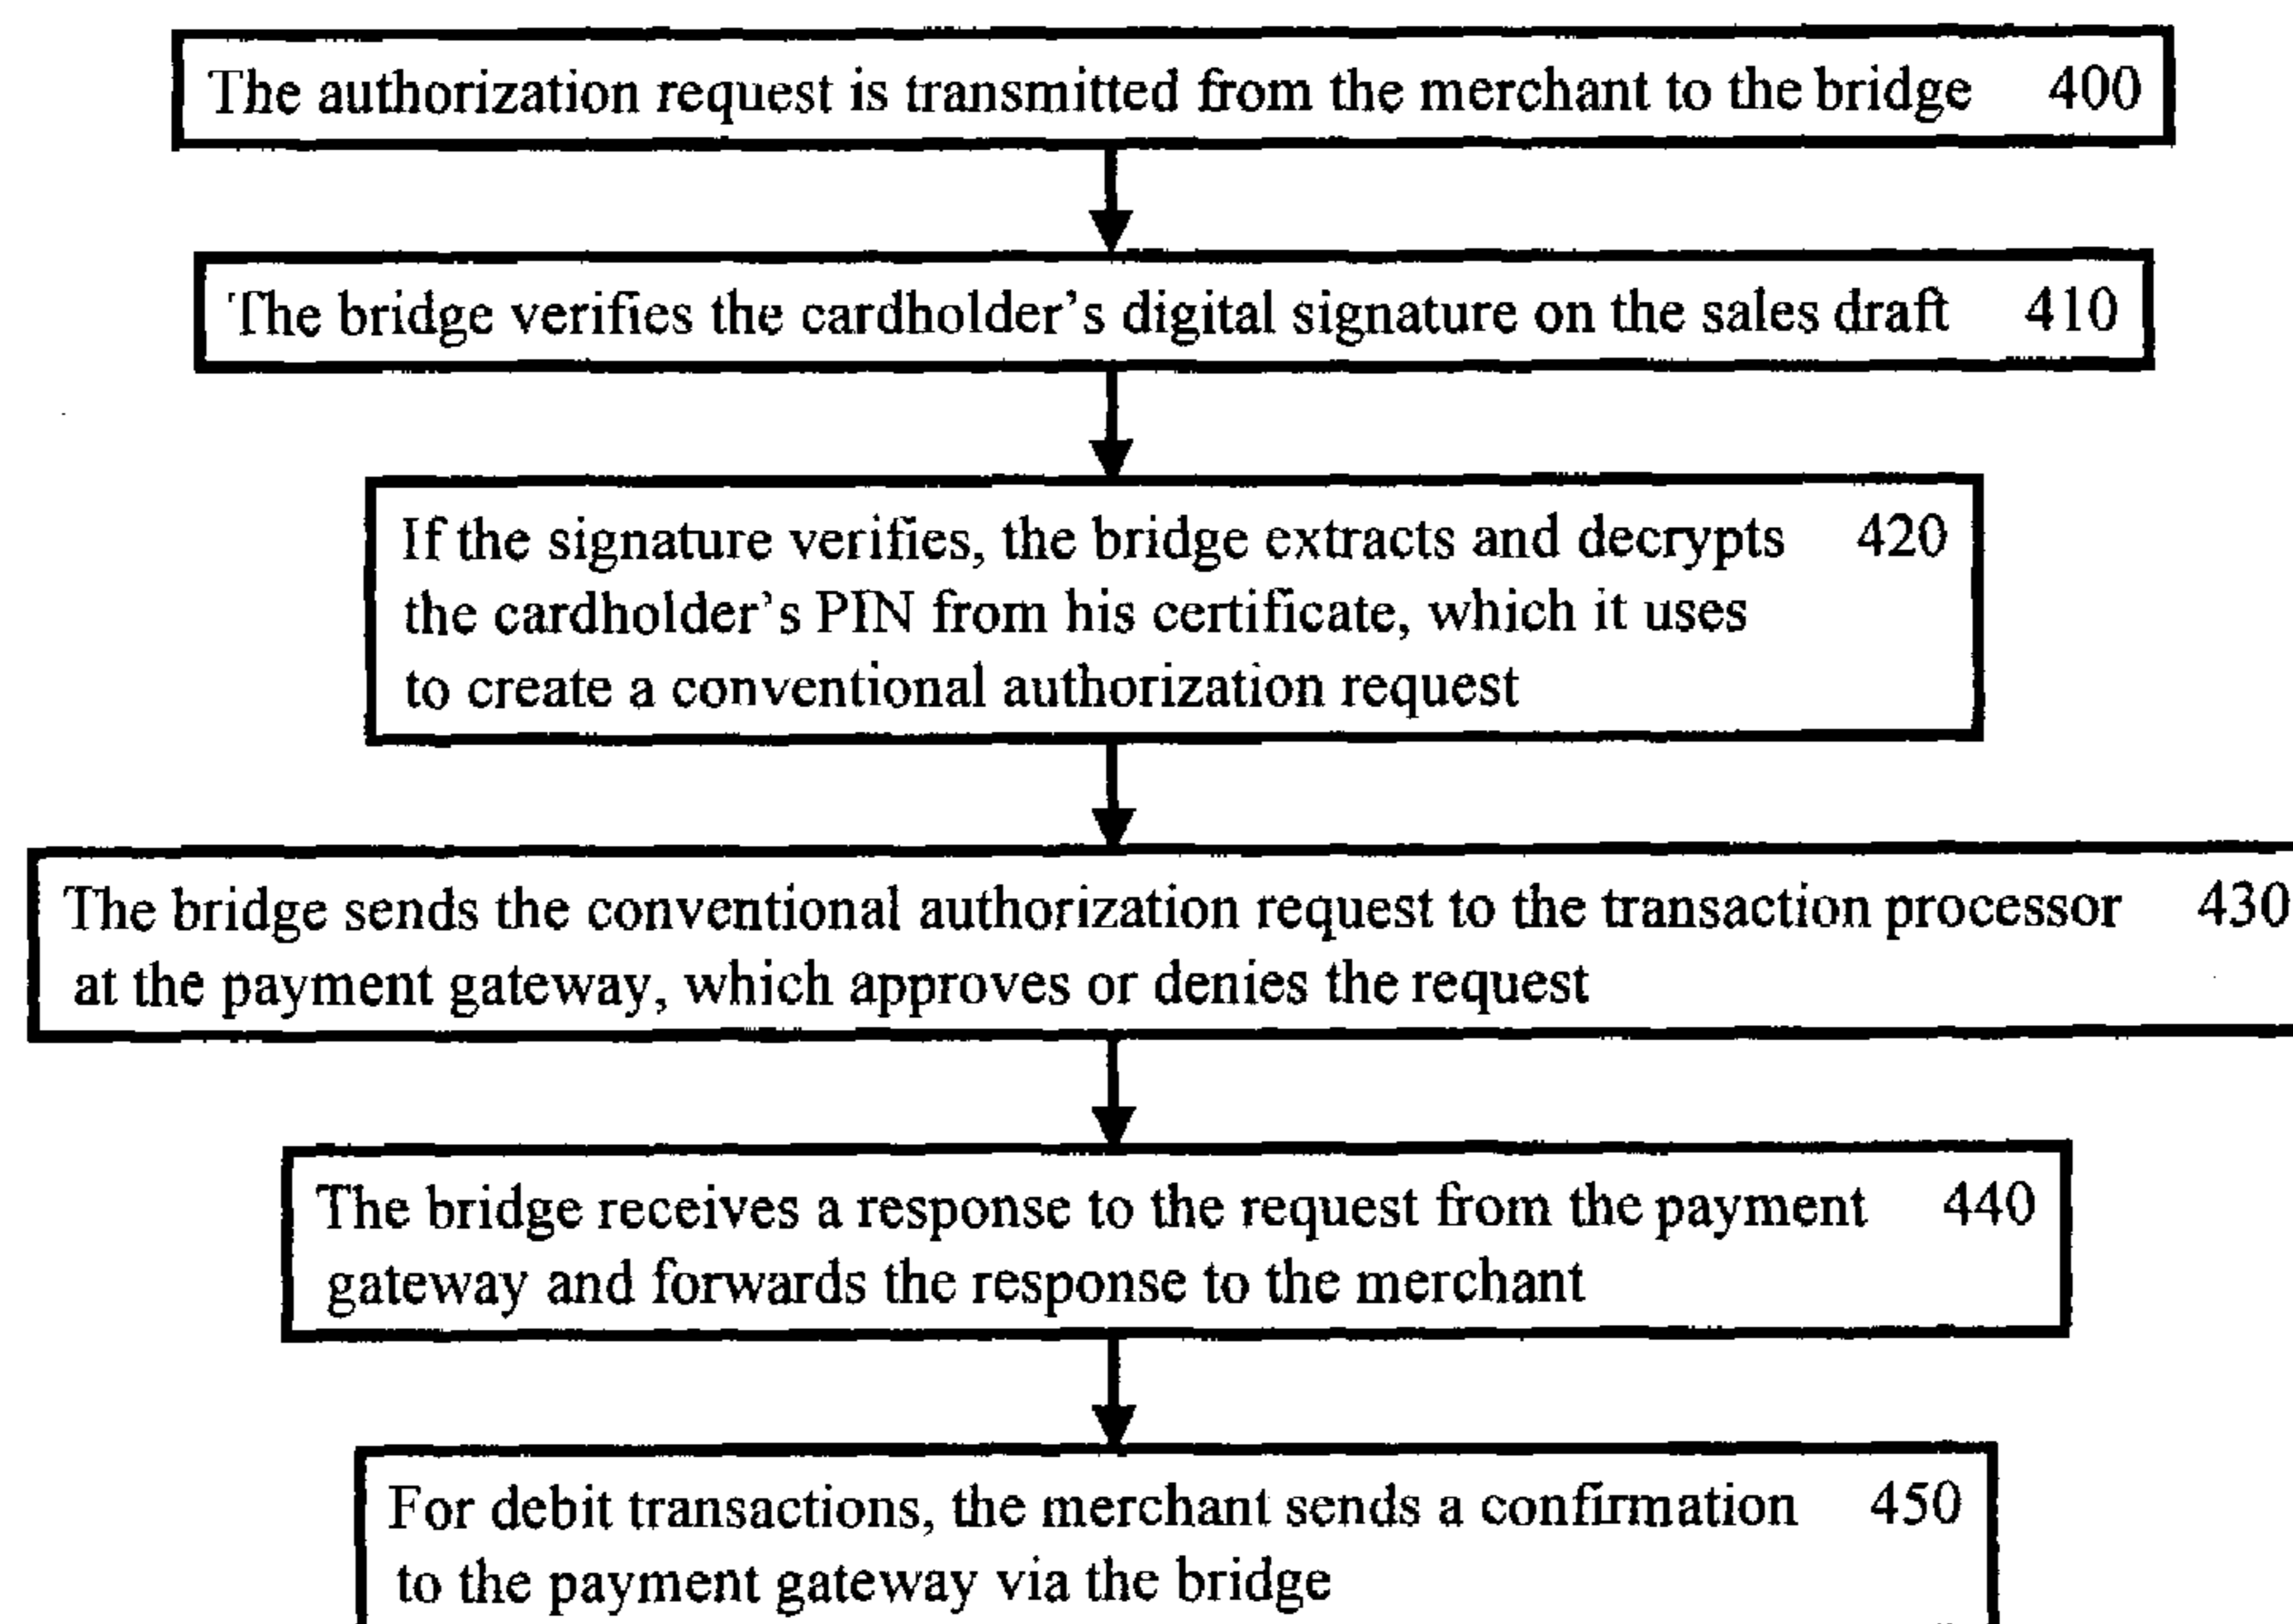 The authorization request is transmitted from the merchant to the bridge 400
The bridge verifies the cardholder's digital signature on the sales draft 410
If the signature verifies, the bridge extracts and decrypts 420
the cardholder's PIN from his certificate, which it uses
to create a conventional authorization request
The bridge sends the conventional authorization request to the transaction processor 430
at the payment gateway, which approves or denies the request
The bridge receives a response to the request from the payment 440
gateway and forwards the response to the merchant
For debit transactions, the merchant sends a confirmation 450
to the payment gateway via the bridge